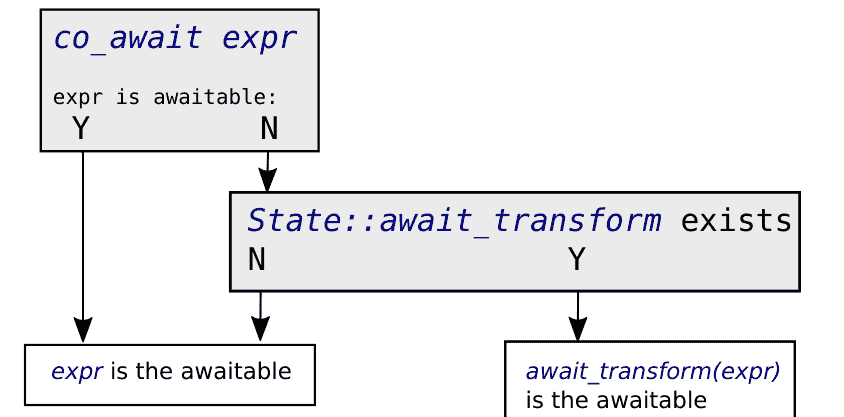 co_await expr
expr is awaitable:
Y N
State::await_transform exists
N Y
expr is the awaitable
await_transform(expr)
is the awaitable